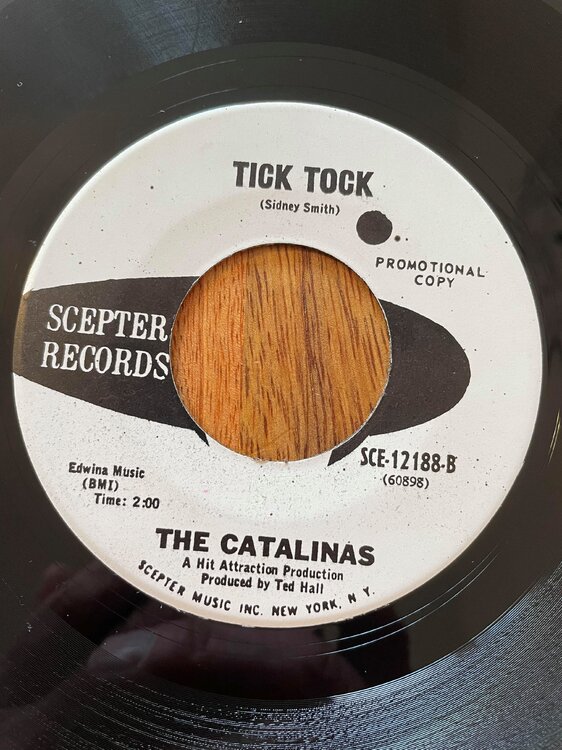 TICK TOCK
(Sidney Smith)
PROMOTIONAL
COPY
SCEPTER
RECORDS
SCE-12188-B
(60898)
Edwina Music
(BMI)
Time: 2:00
THE CATALINAS
A Hit Attraction Production
Produced by Ted Hall
SCEPTER MUSIC INC. NEW YORK, N.Y.